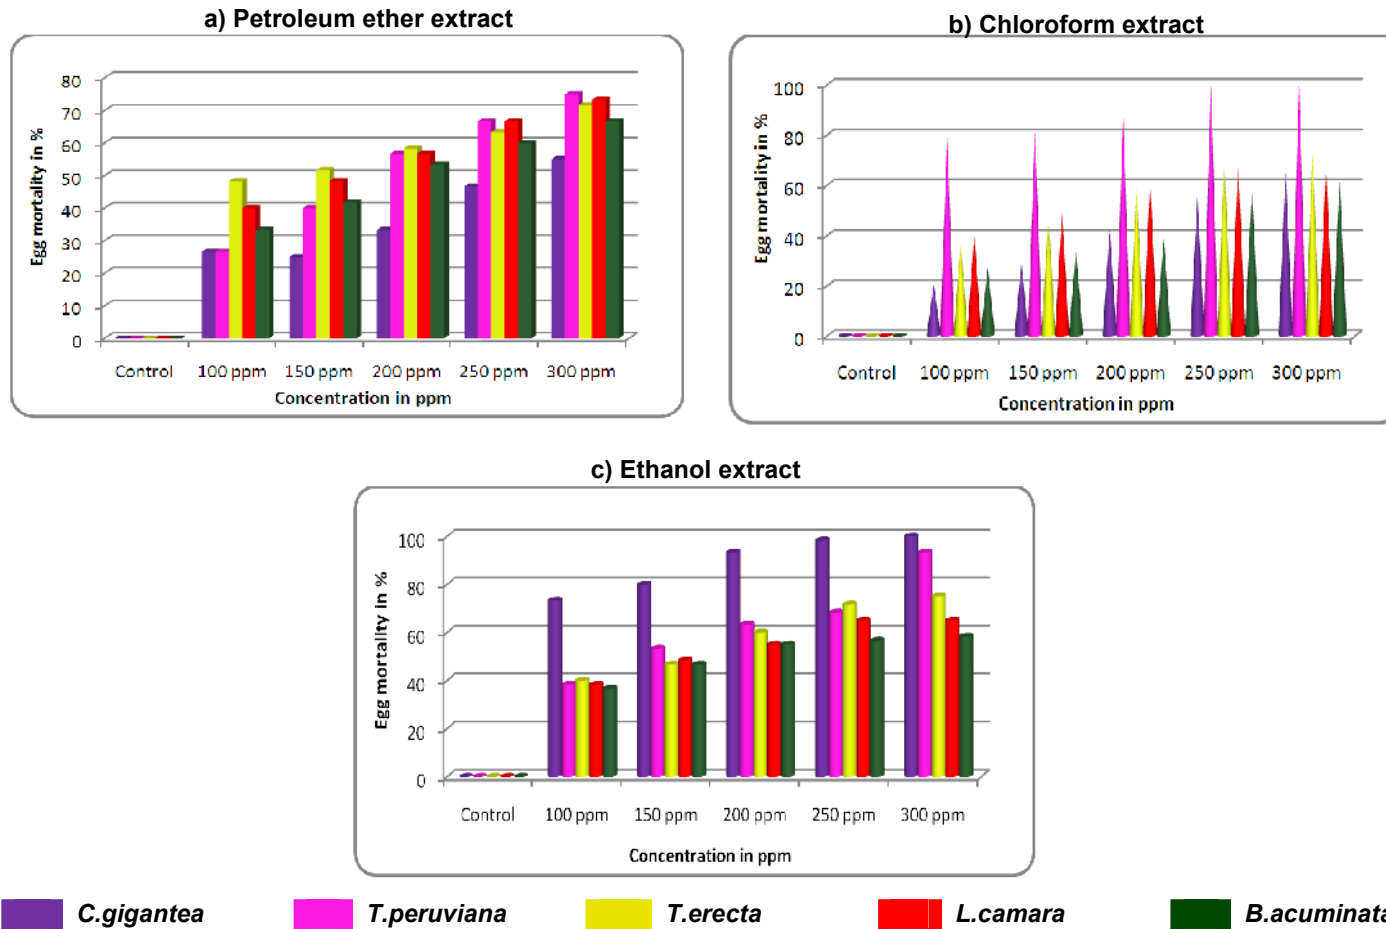 a) Petroleum ether extract
80
70
60
50
40
30
20
10
0
Egg mortality in %
Control 100 ppm 150 ppm 200 ppm 250 ppm 300 ppm
Concentration in ppm
b) Chloroform extract
100
80
60
40
20
0
Egg mortality in %
Control 100 ppm 150 ppm 200 ppm 250 ppm 300 ppm
Concentration in ppm
c) Ethanol extract
100
80
60
40
20
0
Egg mortality in %
Control 100 ppm 150 ppm 200 ppm 250 ppm 300 ppm
Concentration in ppm
C.gigantea T.peruviana T.erecta L.camara B.acuminata